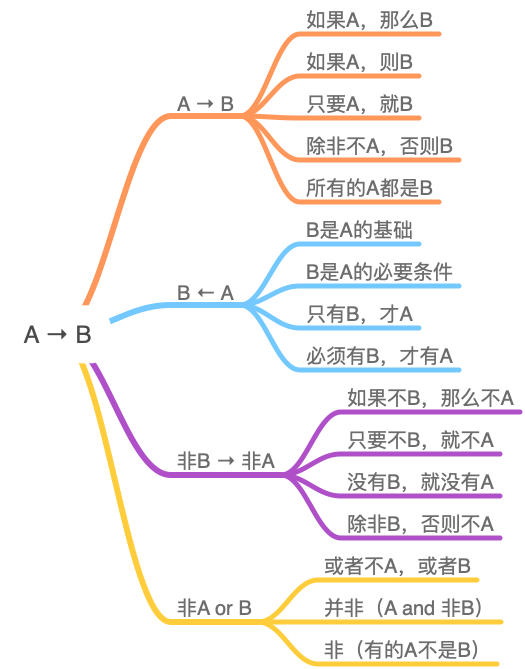 A → B
A → B
如果A，那么B
如果A，则B
只要A，就B
除非不A，否则B
所有的A都是B
B ← A
B是A的基础
B是A的必要条件
只有B，才A
必须有B，才有A
非B → 非A
如果不B，那么不A
只要不B，就不A
没有B，就没有A
除非B，否则不A
非A or B
或者不A，或者B
并非（A and 非B）
非（有的A不是B）